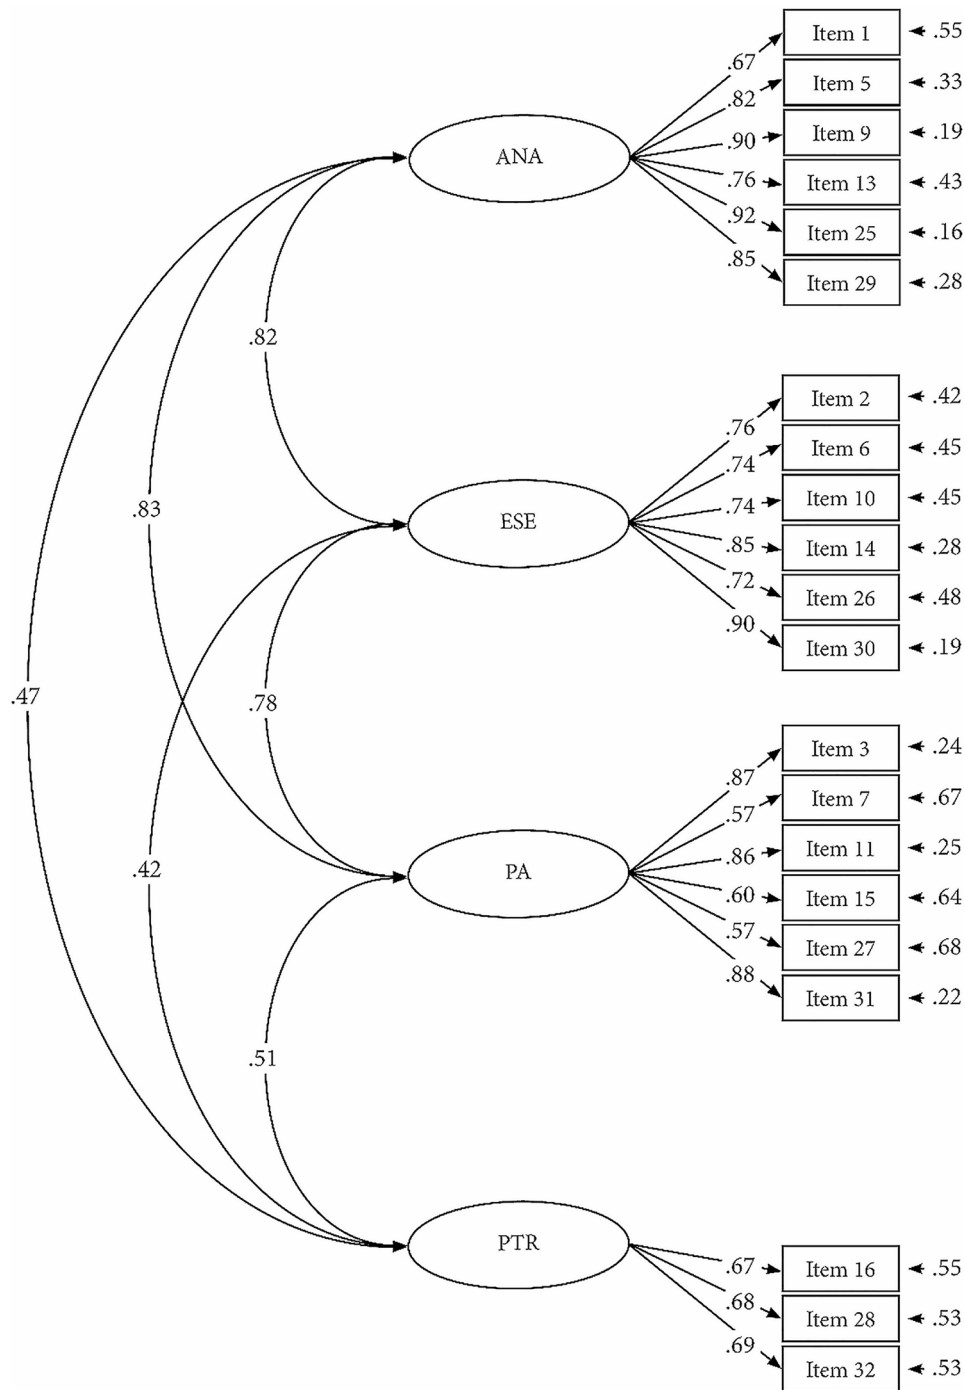 Item 1
.55
.67
Item 5
.33
.82
Item 9
.19
.90
ANA
Item 13
.43
.76
Item 25
.16
.92
Item 29
.28
.85
.82
Item 2
.42
.76
Item 6
.45
.74
Item 10
.45
.74
.83
ESE
Item 14
.28
.85
Item 26
.48
.72
Item 30
.19
.90
.47
.78
Item 3
.24
.87
Item 7
.67
.57
Item 11
.25
.86
.42
PA
Item 15
.64
.60
Item 27
.68
.57
Item 31
.22
.88
.51
PTR
Item 16
.55
.67
Item 28
.53
.68
Item 32
.53
.69